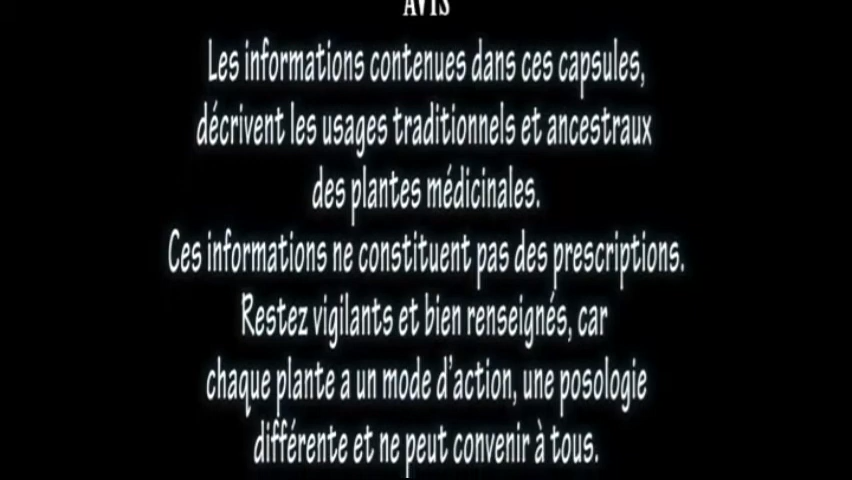 AVIS
Les informations contenues dans ces capsules,
décrivent les usages traditionnels et ancestraux
des plantes médicinales.
Ces informations ne constituent pas des prescriptions.
Restez vigilants et bien renseignés, car
chaque plante a un mode d'action, une posologie
différente et ne peut convenir à tous.